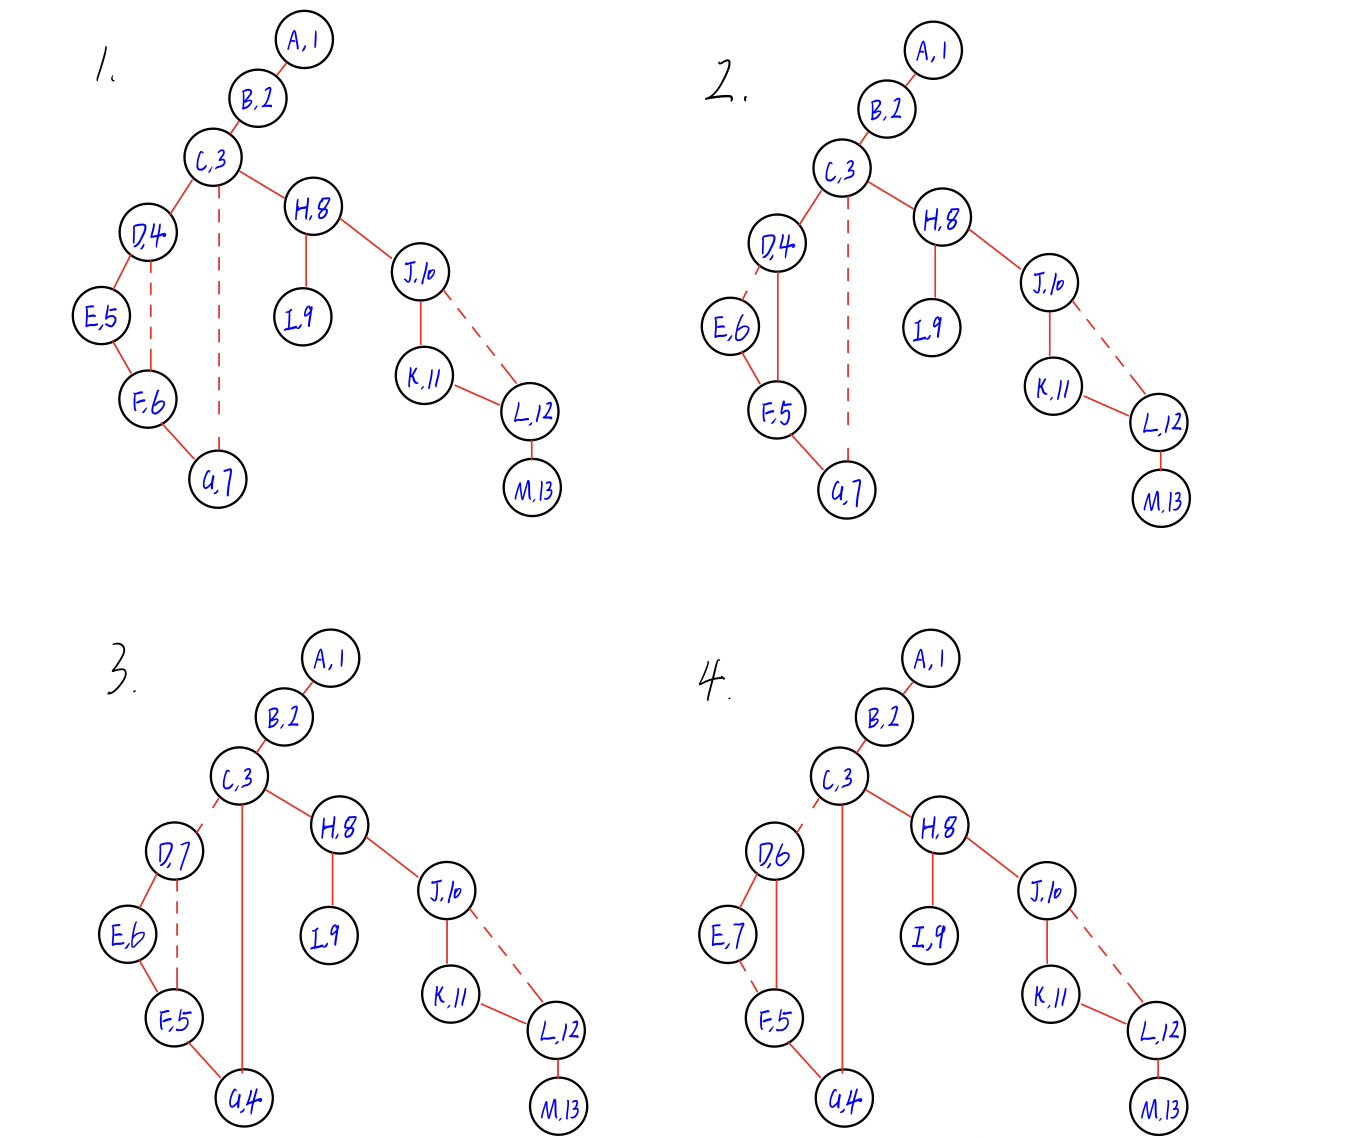 1.
A,1
B,2
C,3
D,4
H,8
E,5
I,9
J,10
F,6
K,11
G,7
L,12
M,13
2.
A,1
B,2
C,3
D,4
H,8
E,6
I,9
J,10
F,5
K,11
G,7
L,12
M,13
3.
A,1
B,2
C,3
D,7
H,8
E,6
I,9
J,10
F,5
K,11
G,4
L,12
M,13
4.
A,1
B,2
C,3
D,6
H,8
E,7
I,9
J,10
F,5
K,11
G,4
L,12
M,13